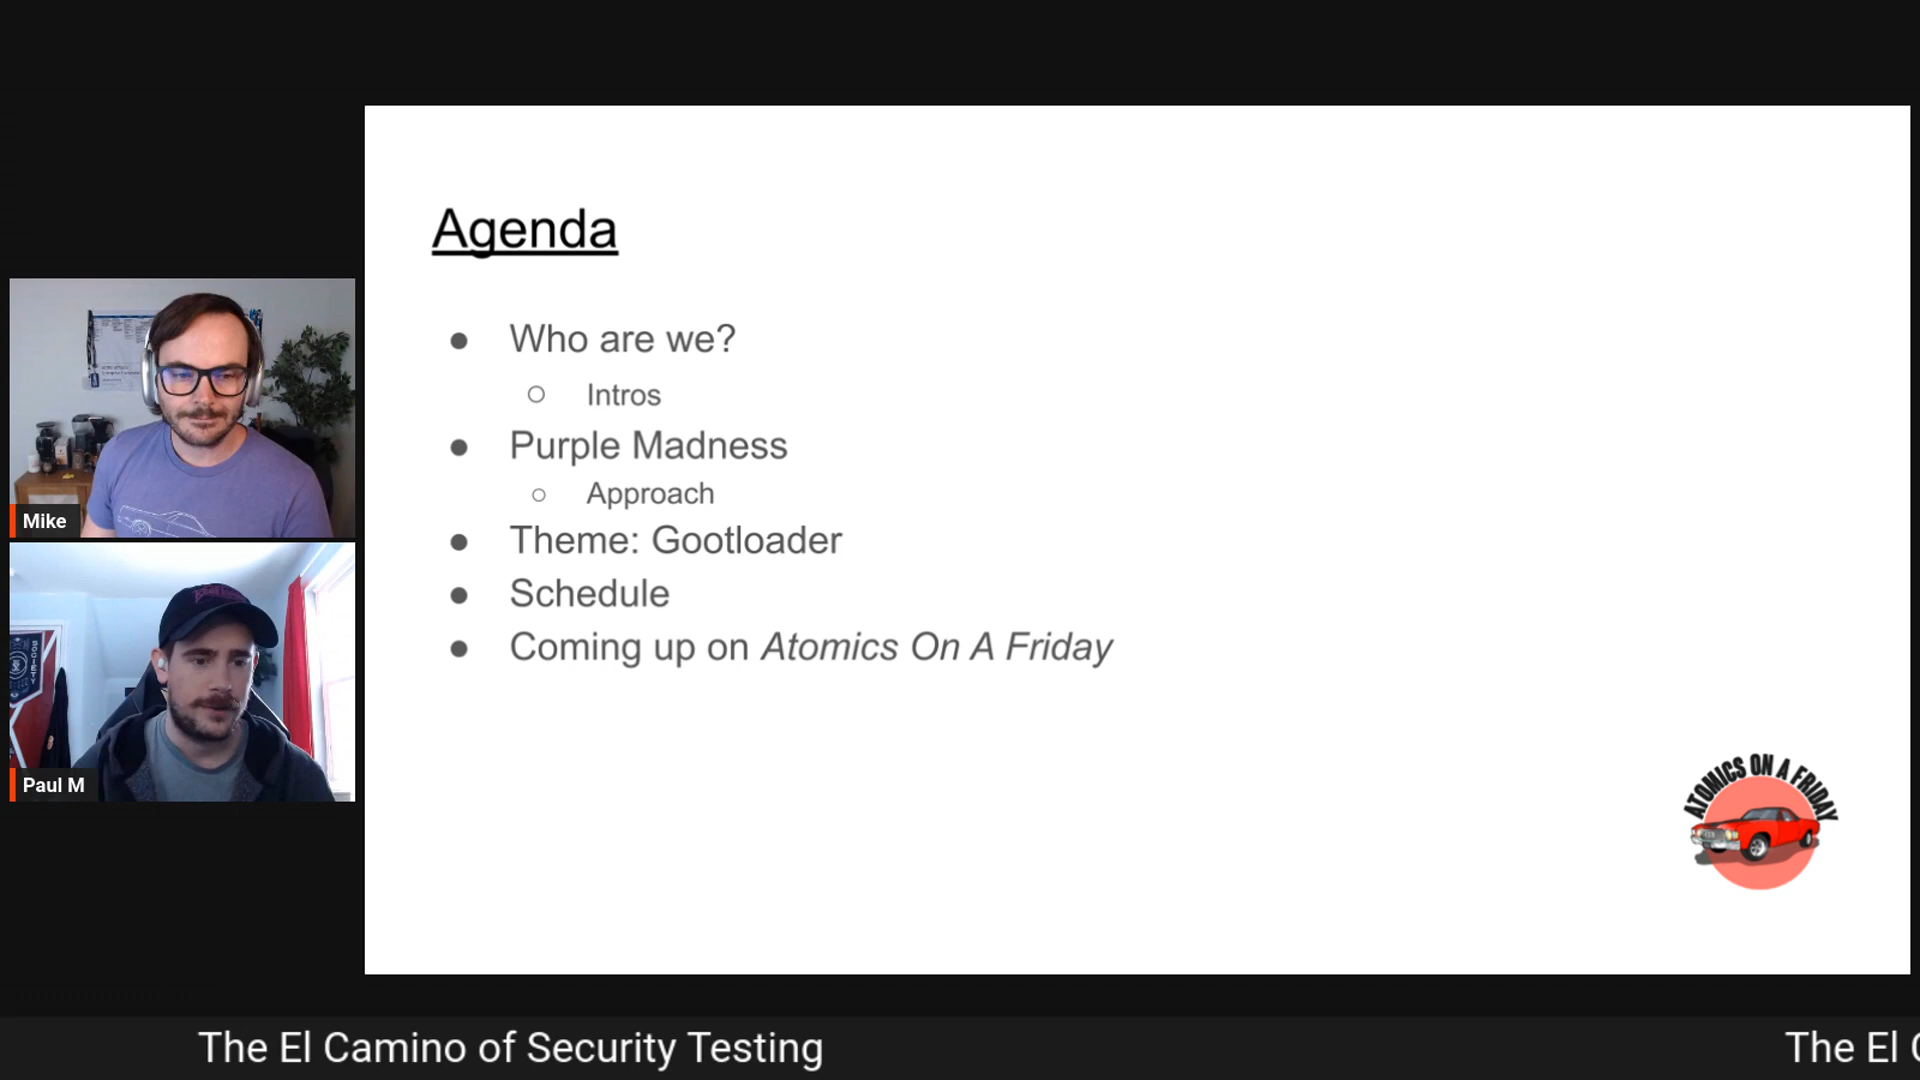 Agenda
Who are we?
Intros
Purple Madness
Approach
Theme: Gootloader
Schedule
Coming up on Atomics On A Friday
ATOMICS ON A FRIDAY
Mike
SOCIETY
Paul M
The El Camino of Security Testing
The El